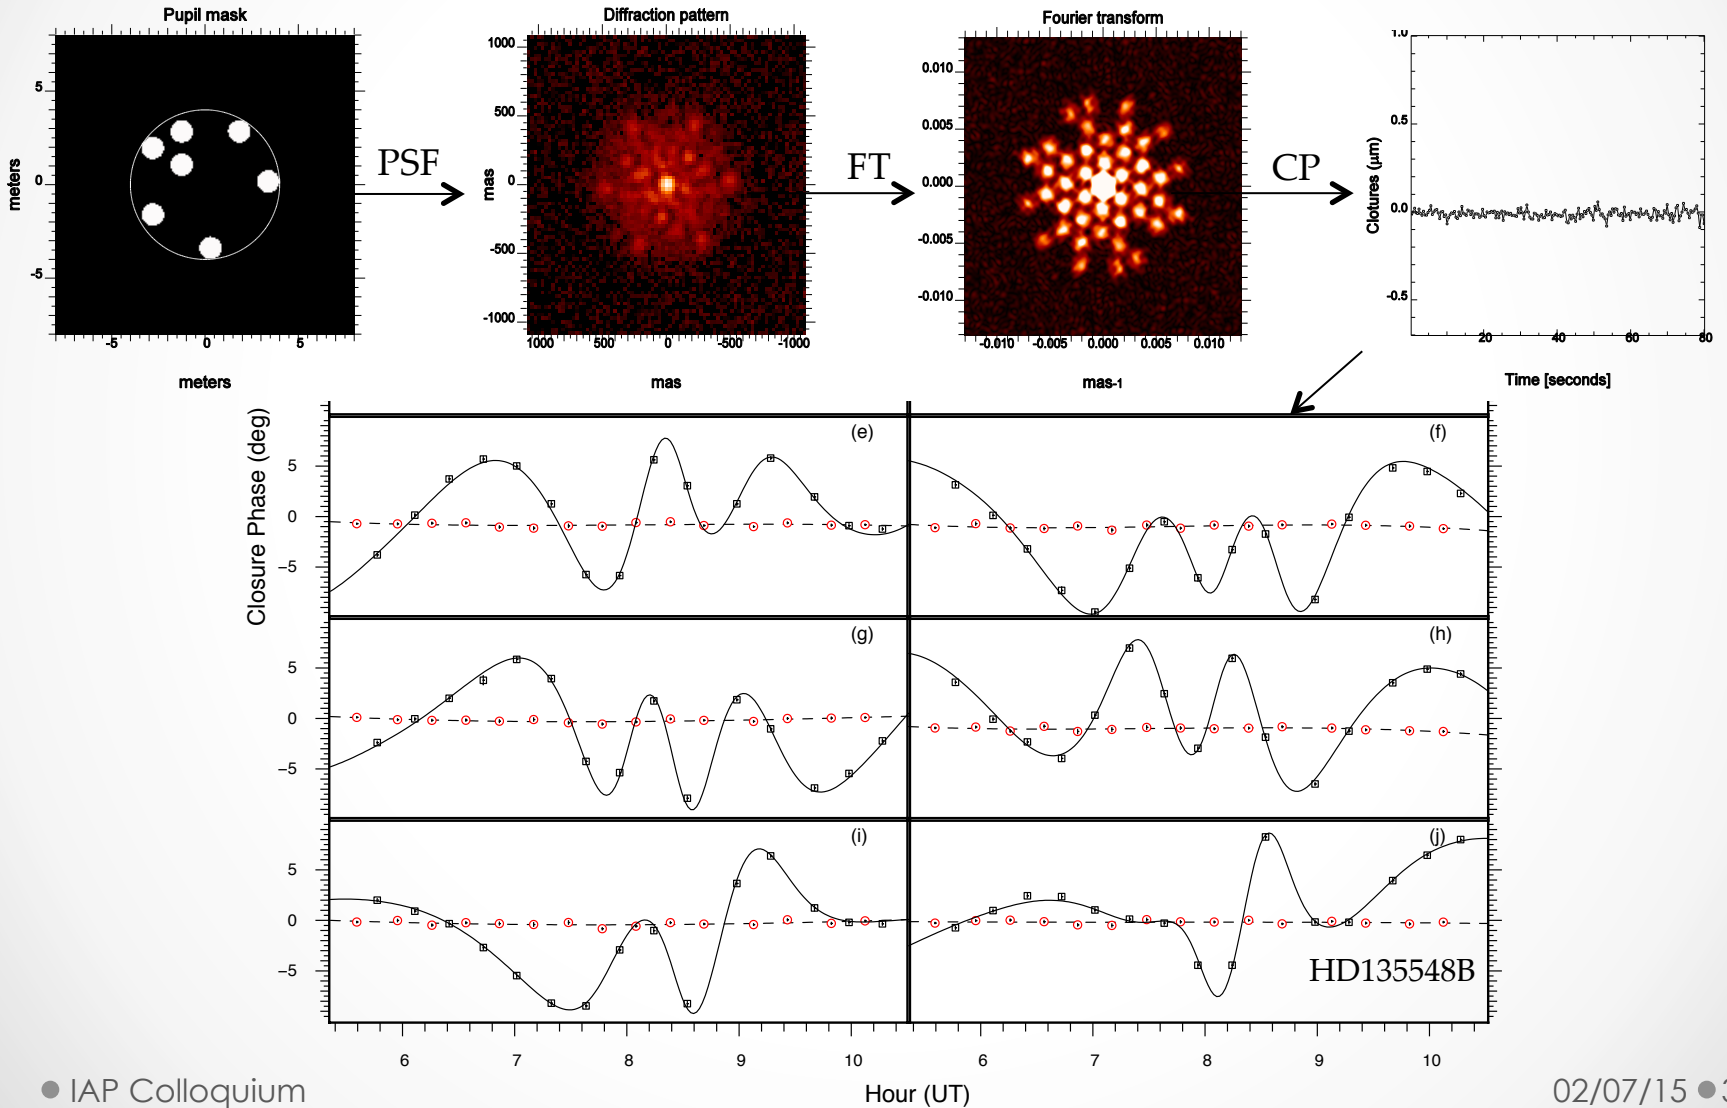 Pupil mask
Diffraction pattern
Fourier transform
meters
5
0
-5
-5 0 5
meters
PSF
mas
1000
500
0
-500
-1000
1000 500 0 -500 -1000
mas
FT
0.010
0.005
0.000
-0.005
-0.010
-0.010 -0.005 0.000 0.005 0.010
mas-1
CP
Clotures (µm)
1.0
0.5
0.0
-0.5
20 40 60 80
Time [seconds]
Closure Phase (deg)
(e)
(f)
5
0
−5
(g)
(h)
5
0
−5
(i)
(j)
5
0
−5
HD135548B
6 7 8 9 10 6 7 8 9 10
Hour (UT)
IAP Colloquium
02/07/15